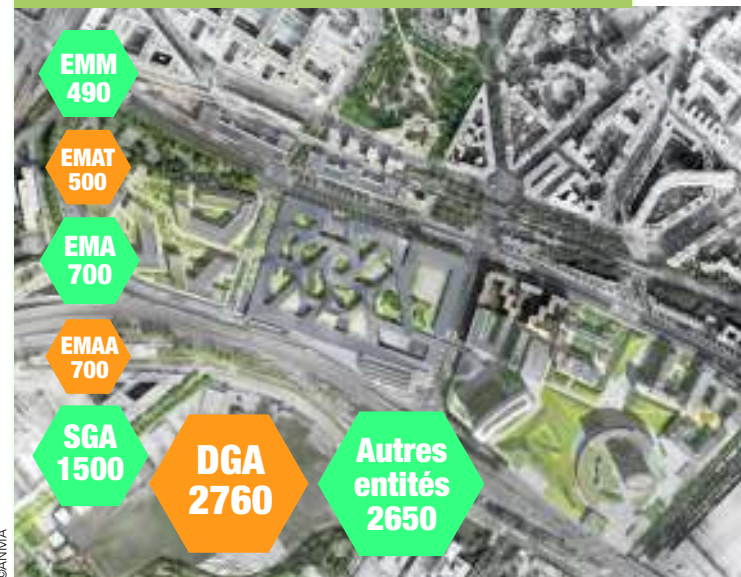 EMM
490
EMAT
500
EMA
700
EMAA
700
SGA
1500
DGA
2760
Autres
entités
2650
©ANMA